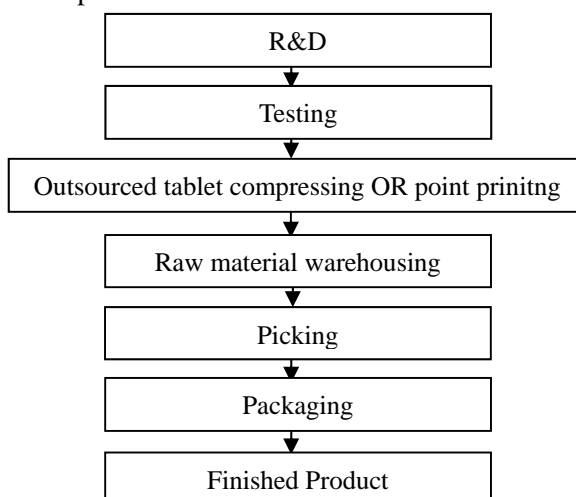 R&D
Testing
Outsourced tablet compressing OR point prinitng
Raw material warehousing
Picking
Packaging
Finished Product